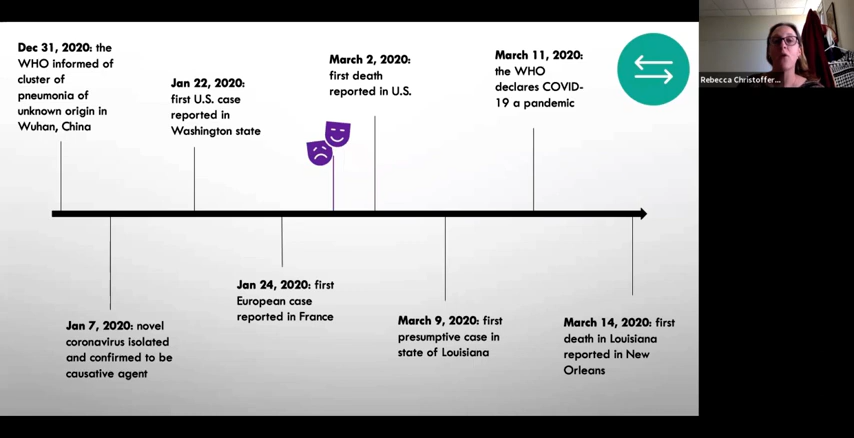 Dec 31, 2020: the
WHO informed of
cluster of
pneumonia of
unknown origin in
Wuhan, China
Jan 22, 2020:
first U.S. case
reported in
Washington state
March 2, 2020:
first death
reported in U.S.
March 11, 2020:
the WHO
declares COVID-
19 a pandemic
Jan 7, 2020: novel
coronavirus isolated
and confirmed to be
causative agent
Jan 24, 2020: first
European case
reported in France
March 9, 2020: first
presumptive case in
state of Louisiana
March 14, 2020: first
death in Louisiana
reported in New
Orleans
Rebecca Christoffer...